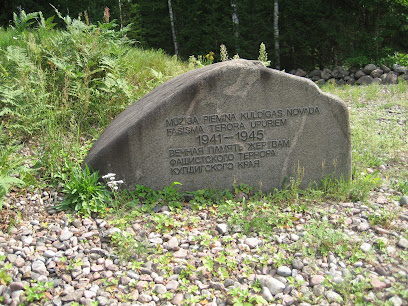 MŪŽĪGA PIEMIŅA KULDĪGAS NOVADA
FAŠISMA TERORA UPURIEM
1941-1945
ВЕЧНАЯ ПАМЯТЬ ЖЕРТВАМ
ФАШИСТСКОГО ТЕРРОРА
КУЛДИГСКОГО КРАЯ